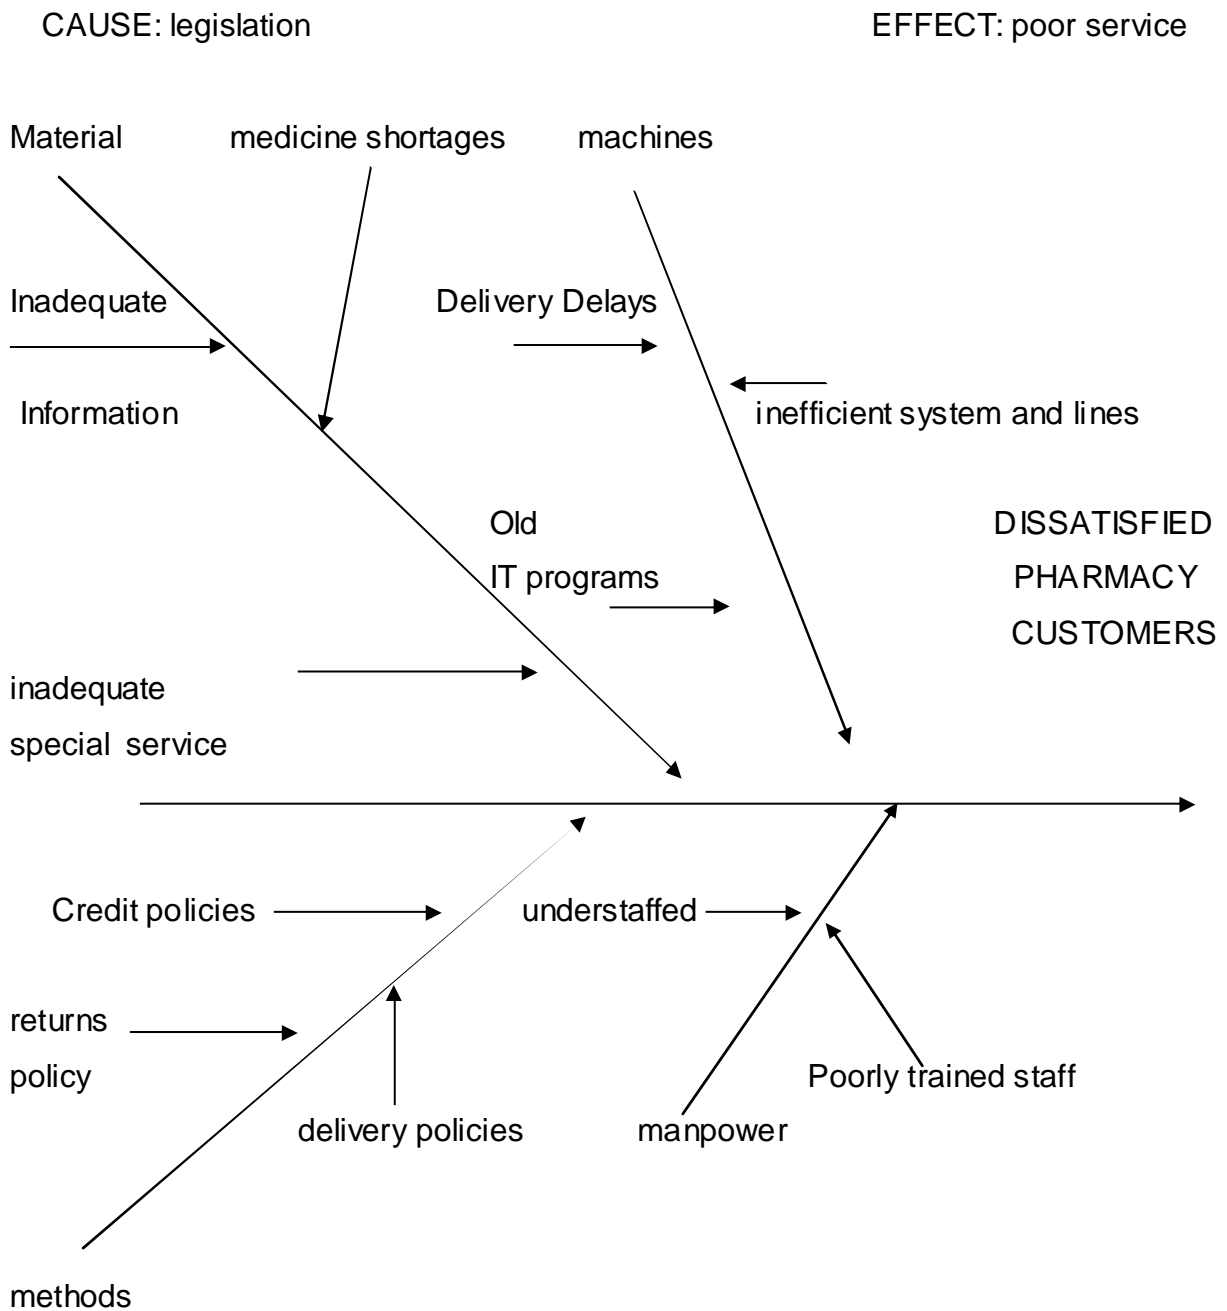 CAUSE: legislation
EFFECT: poor service
Material
medicine shortages
machines
Inadequate
Delivery Delays
Information
inefficient system and lines
Old
DISSATISFIED
IT programs
PHARMACY
CUSTOMERS
inadequate
special service
Credit policies
understaffed
returns
policy
Poorly trained staff
delivery policies
manpower
methods